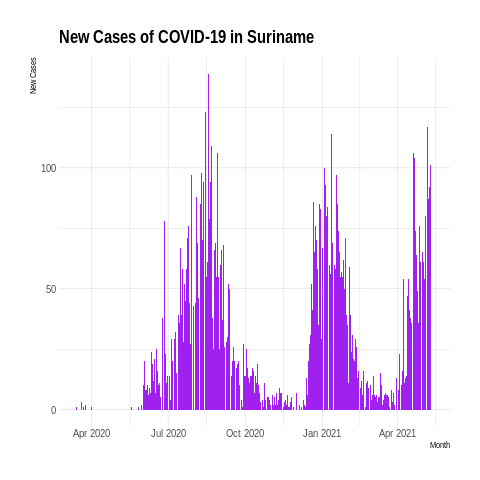 New Cases of COVID-19 in Suriname
New Cases
100
50
0
Apr 2020 Jul 2020 Oct 2020 Jan 2021 Apr 2021
Month